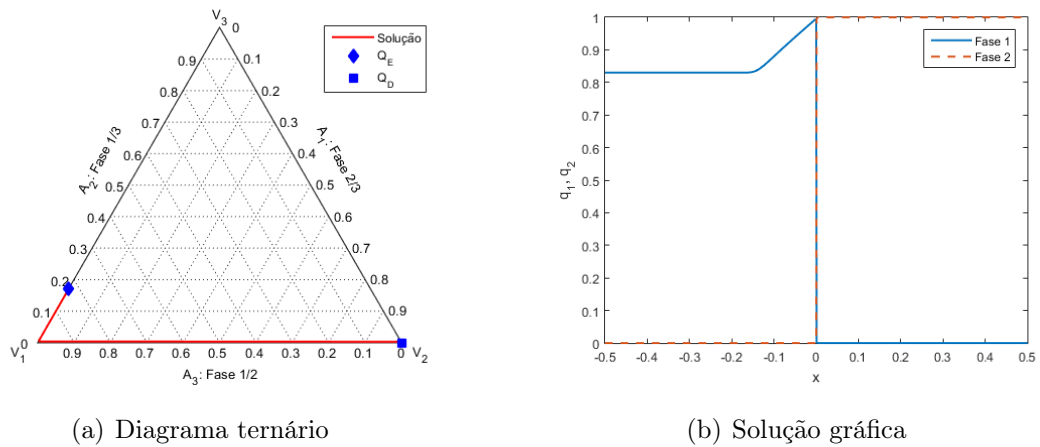 V3
0
Solução
QE
QD
0.1
0.9
0.2
0.8
0.3
0.7
A2: Fase 1/3
A1: Fase 2/3
0.4
0.6
0.5
0.5
0.6
0.4
0.7
0.3
0.8
0.2
0.9
0.1
0
V1
0.9
0.8
0.7
0.6
0.5
0.4
0.3
0.2
0.1
0
V2
A3: Fase 1/2
(a) Diagrama ternário
1
0.9
0.8
0.7
0.6
0.5
0.4
0.3
0.2
0.1
0
q1, q2
Fase 1
Fase 2
-0.5 -0.4 -0.3 -0.2 -0.1 0 0.1 0.2 0.3 0.4 0.5
x
(b) Solução gráfica